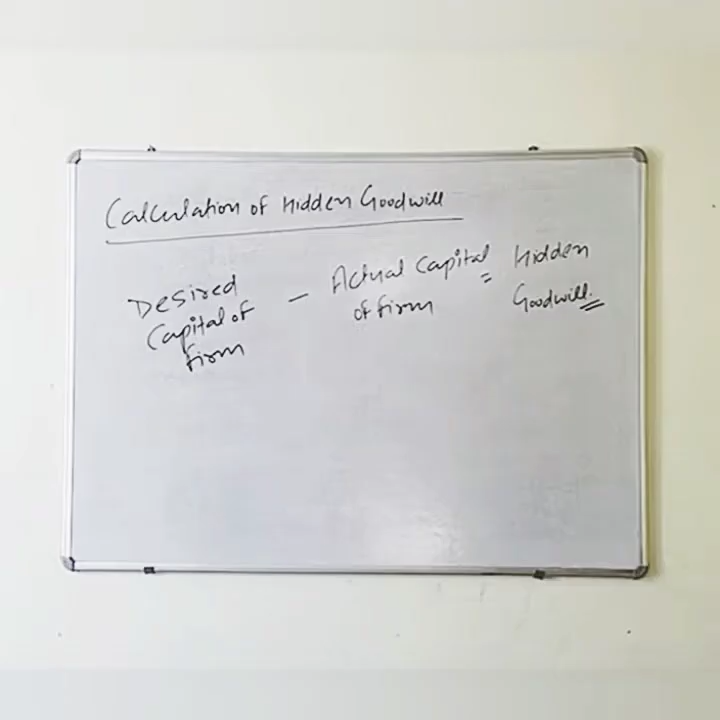 Calculation of Hidden Goodwill
Desired
Capital of
firm
–
Actual Capital
of firm
=
Hidden
Goodwill.